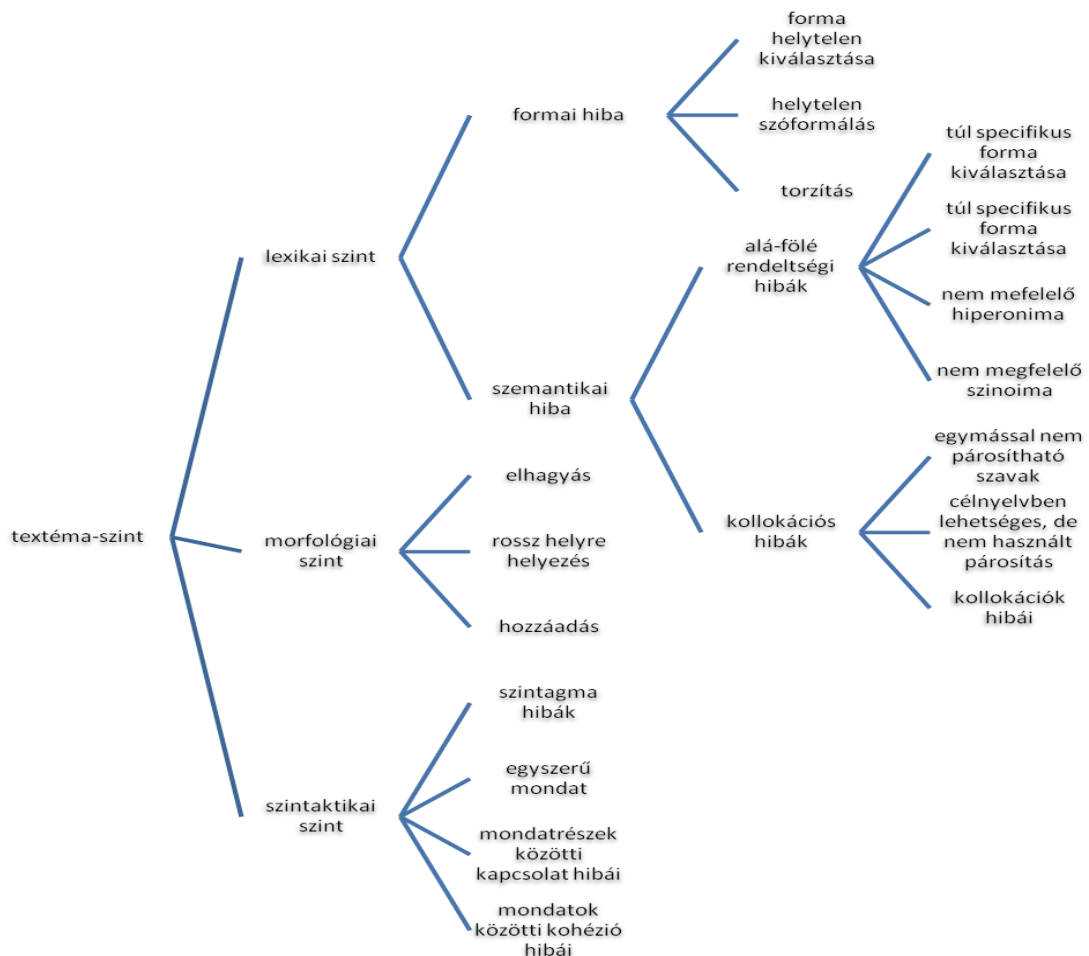 textéma-szint
lexikai szint
formai hiba
forma
helytelen
kiválasztása
helytelen
szóformálás
torzítás
szemantikai
hiba
alá-fölé
rendeltségi
hibák
túl specifikus
forma
kiválasztása
túl specifikus
forma
kiválasztása
nem mefelelő
hiperonima
nem megfelelő
szinoima
kollokációs
hibák
egymással nem
párosítható
szavak
célnyelvben
lehetséges, de
nem használt
párosítás
kollokációk
hibái
morfológiai
szint
elhagyás
rossz helyre
helyezés
hozzáadás
szintaktikai
szint
szintagma
hibák
egyszerű
mondat
mondatrészek
közötti
kapcsolat hibái
mondatok
közötti kohézió
hibái